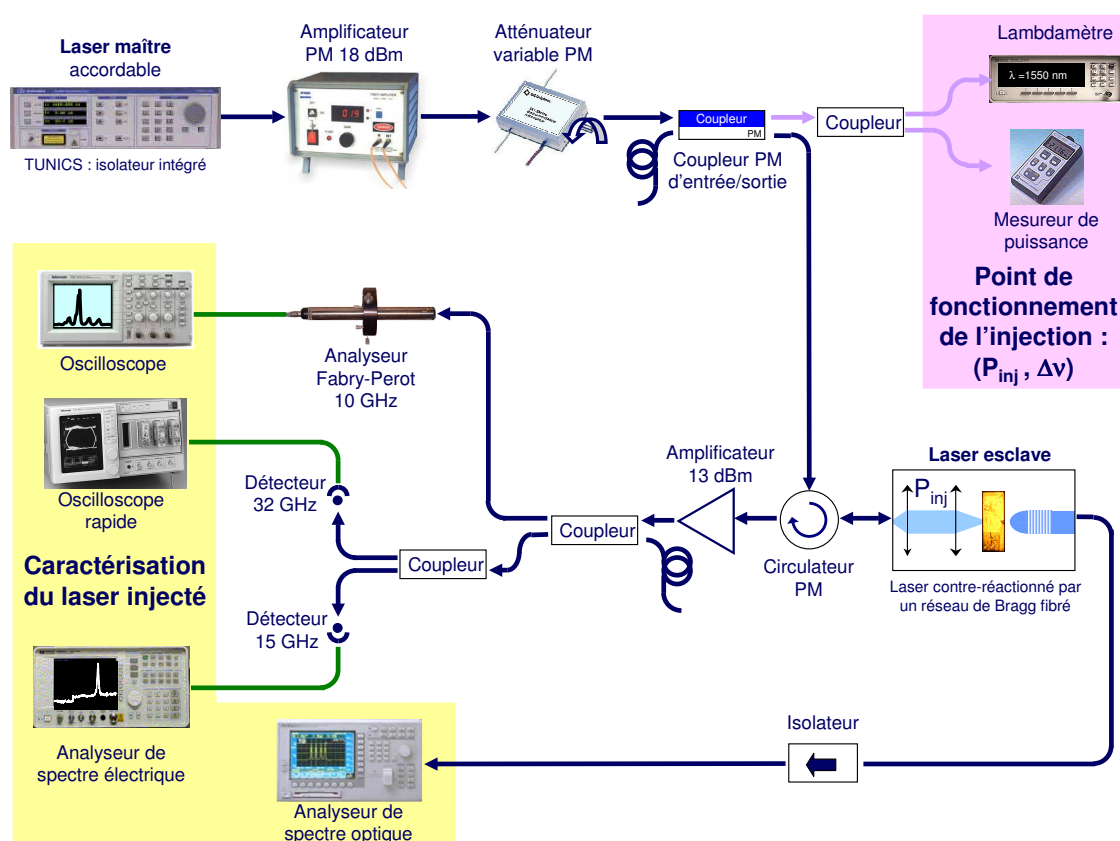 Laser maître
accordable
TUNICS : isolateur intégré
Amplificateur
PM 18 dBm
Atténuateur
variable PM
Coupleur
PM
Coupleur PM
d'entrée/sortie
Coupleur
Lambdamètre
λ =1550 nm
Mesureur de
puissance
Point de
fonctionnement
de l'injection :
(Pinj , Δν)
Oscilloscope
Analyseur
Fabry-Perot
10 GHz
Oscilloscope
rapide
Détecteur
32 GHz
Caractérisation
du laser injecté
Coupleur
Coupleur
Amplificateur
13 dBm
Circulateur
PM
Laser esclave
Pinj
Laser contre-réactionné par
un réseau de Bragg fibré
Détecteur
15 GHz
Analyseur de
spectre électrique
Isolateur
Analyseur de
spectre optique